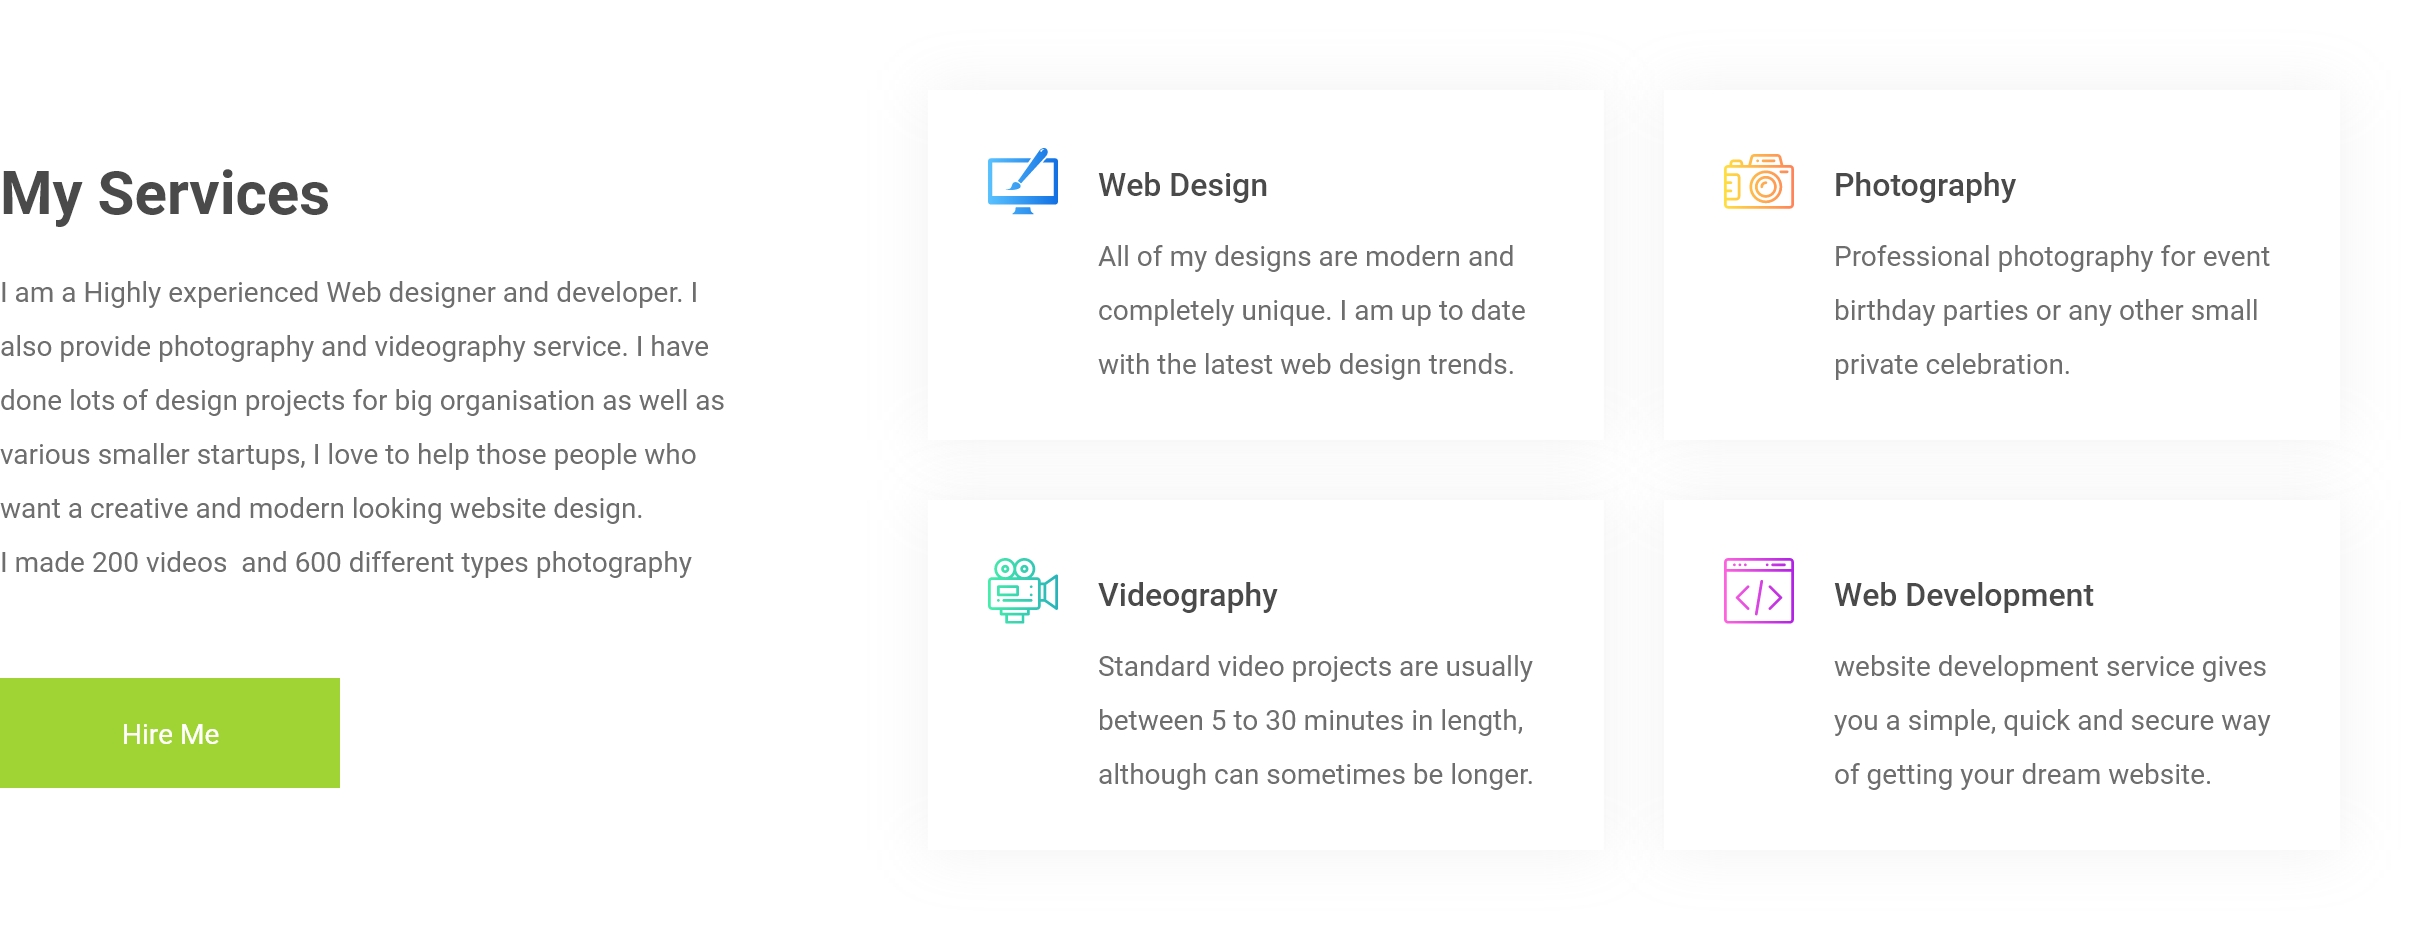 My Services
I am a Highly experienced Web designer and developer. I
also provide photography and videography service. I have
done lots of design projects for big organisation as well as
various smaller startups, I love to help those people who
want a creative and modern looking website design.
I made 200 videos  and 600 different types photography
Hire Me
Web Design
All of my designs are modern and
completely unique. I am up to date
with the latest web design trends.
Photography
Professional photography for event
birthday parties or any other small
private celebration.
Videography
Standard video projects are usually
between 5 to 30 minutes in length,
although can sometimes be longer.
Web Development
website development service gives
you a simple, quick and secure way
of getting your dream website.